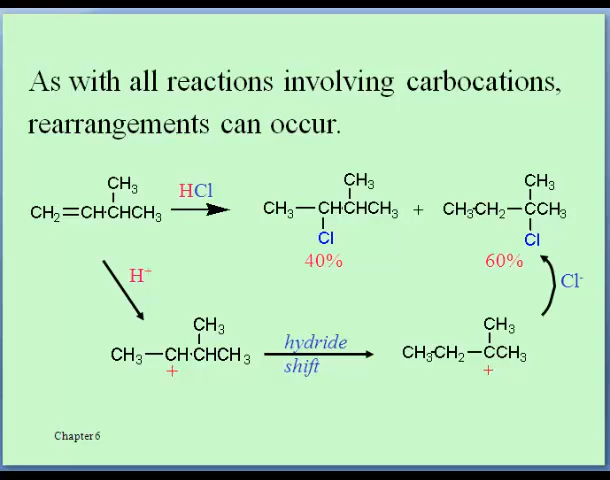 As with all reactions involving carbocations,
rearrangements can occur.
CH3
CH2=CHCHCH3
HCl
CH3
CH3—CHCHCH3
Cl
40%
+
CH3
CH3CH2—CCH3
Cl
60%
H+
Cl-
CH3
CH3—CH·CHCH3
+
hydride
shift
CH3
CH3CH2—CCH3
+
Chapter 6